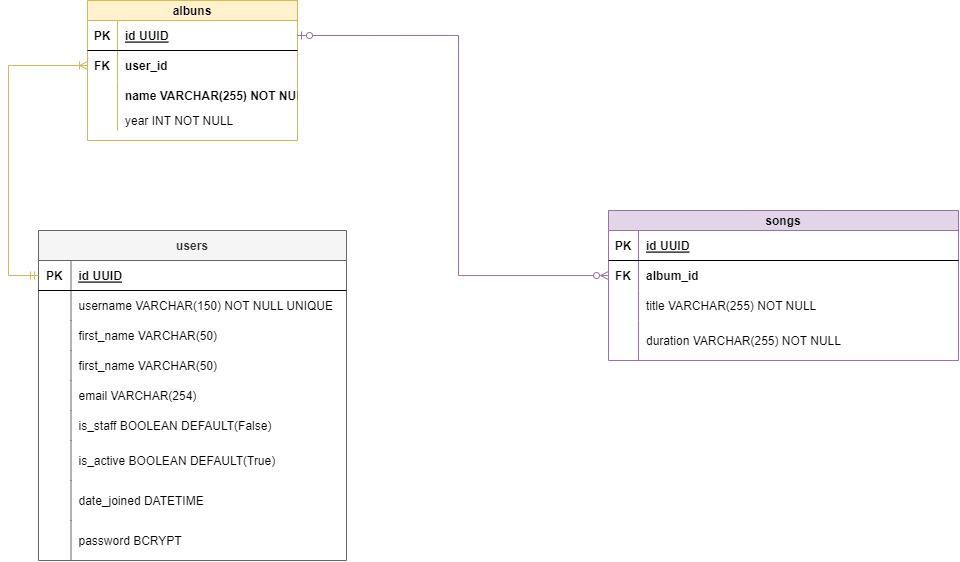 albuns
PK id UUID
FK user_id
name VARCHAR(255) NOT NU
year INT NOT NULL
songs
PK id UUID
FK album_id
title VARCHAR(255) NOT NULL
duration VARCHAR(255) NOT NULL
users
PK id UUID
username VARCHAR(150) NOT NULL UNIQUE
first_name VARCHAR(50)
first_name VARCHAR(50)
email VARCHAR(254)
is_staff BOOLEAN DEFAULT(False)
is_active BOOLEAN DEFAULT(True)
date_joined DATETIME
password BCRYPT